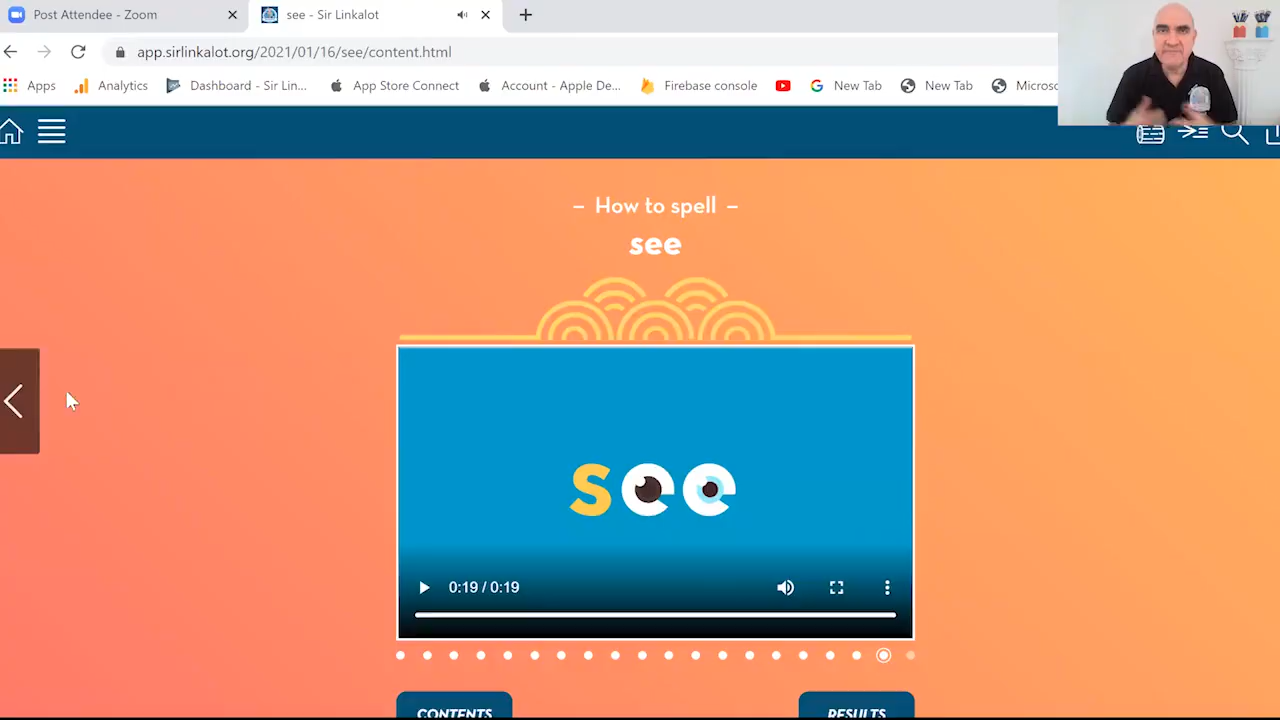 Post Attendee - Zoom
see - Sir Linkalot
app.sirlinkalot.org/2021/01/16/see/content.html
Apps
Analytics
Dashboard - Sir Lin...
App Store Connect
Account - Apple De...
Firebase console
New Tab
New Tab
Microso
– How to spell –
see
see
0:19 / 0:19
CONTENTS
RESULTS